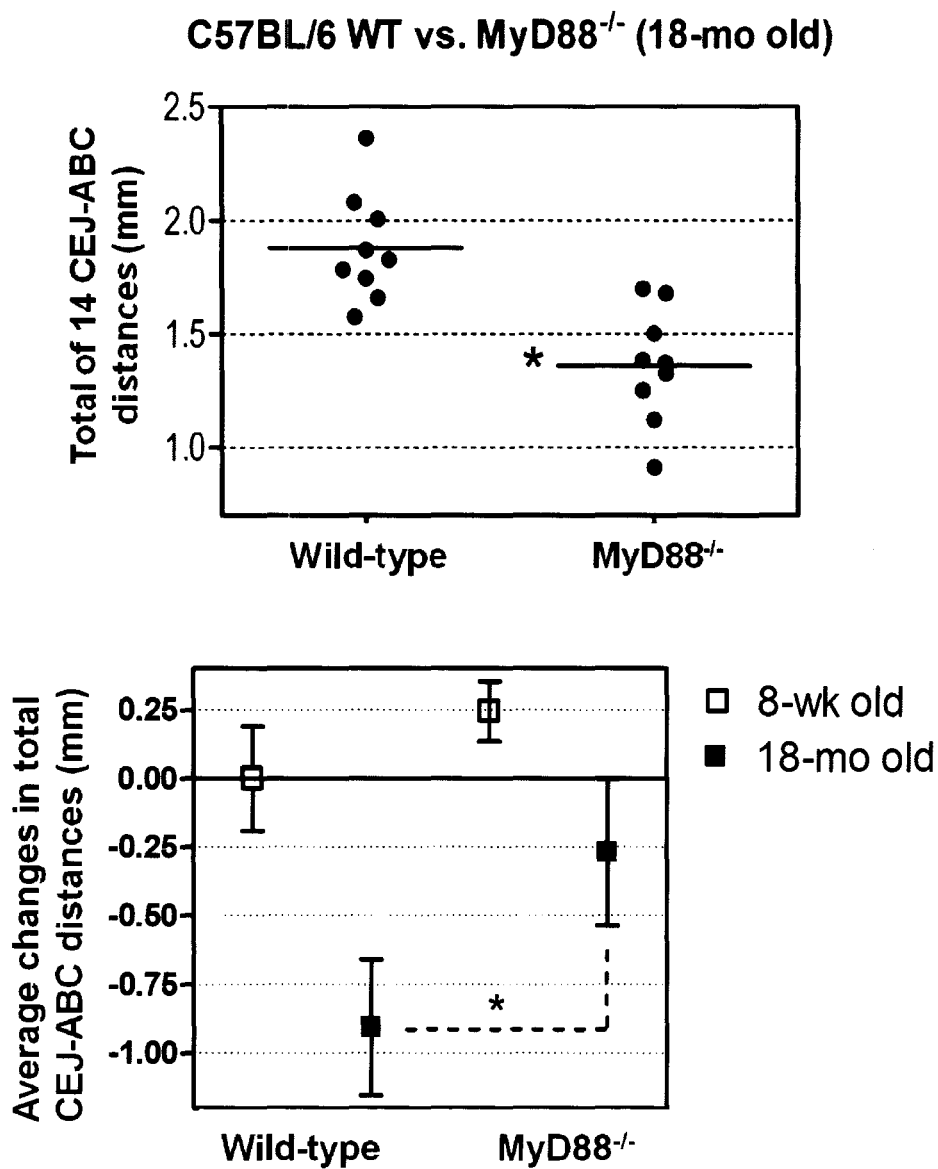 C57BL/6 WT vs. MyD88-/- (18-mo old)
Total of 14 CEJ-ABC
distances (mm)
2.5
2.0
1.5
1.0
*
Wild-type MyD88-/-
Average changes in total
CEJ-ABC distances (mm)
0.25
0.00
-0.25
-0.50
-0.75
-1.00
*
Wild-type MyD88-/-
8-wk old
18-mo old